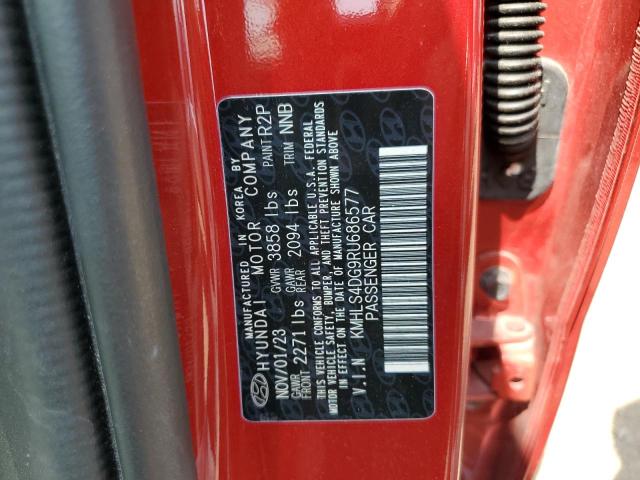 MANUFACTURED IN KOREA BY
HYUNDAI MOTOR COMPANY
NOV/01/23 GVWR 3858 lbs PAINT R2P
GAWR FRONT 2271 lbs GAWR REAR 2094 lbs TRIM NNB
THIS VEHICLE CONFORMS TO ALL APPLICABLE U.S.A. FEDERAL
MOTOR VEHICLE SAFETY, BUMPER, AND THEFT PREVENTION STANDARDS
IN EFFECT ON THE DATE OF MANUFACTURE SHOWN ABOVE
V.I.N KMHLS4DG9RU686577
PASSENGER CAR